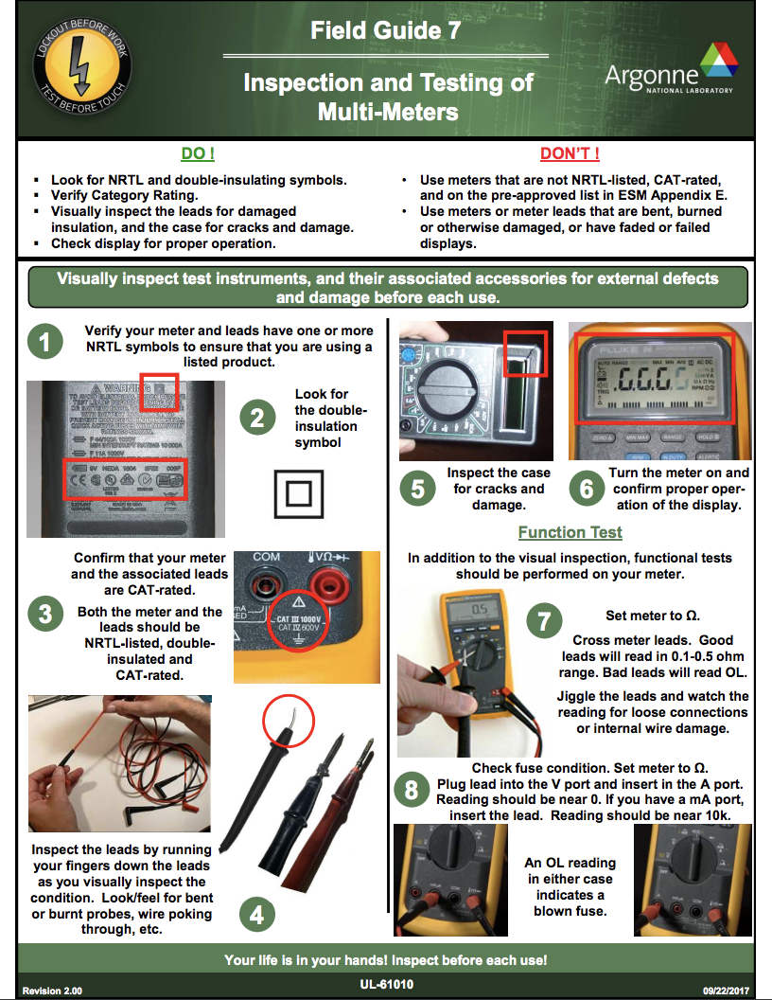 LOCKOUT BEFORE WORK
TEST BEFORE TOUCH
Field Guide 7
Inspection and Testing of
Multi-Meters
Argonne
NATIONAL LABORATORY
DO !
▪ Look for NRTL and double-insulating symbols.
▪ Verify Category Rating.
▪ Visually inspect the leads for damaged
insulation, and the case for cracks and damage.
▪ Check display for proper operation.
DON'T !
• Use meters that are not NRTL-listed, CAT-rated,
and on the pre-approved list in ESM Appendix E.
• Use meters or meter leads that are bent, burned
or otherwise damaged, or have faded or failed
displays.
Visually inspect test instruments, and their associated accessories for external defects
and damage before each use.
1
Verify your meter and leads have one or more
NRTL symbols to ensure that you are using a
listed product.
WARNING
2
Look for
the double-
insulation
symbol
Confirm that your meter
and the associated leads
are CAT-rated.
3
Both the meter and the
leads should be
NRTL-listed, double-
insulated and
CAT-rated.
COM
VΩ
CAT III 1000V
CAT IV 600V
Inspect the leads by running
your fingers down the leads
as you visually inspect the
condition. Look/feel for bent
or burnt probes, wire poking
through, etc.
4
5
Inspect the case
for cracks and
damage.
FLUKE
6
Turn the meter on and
confirm proper oper-
ation of the display.
Function Test
In addition to the visual inspection, functional tests
should be performed on your meter.
0.5
7
Set meter to Ω.
Cross meter leads. Good
leads will read in 0.1-0.5 ohm
range. Bad leads will read OL.
Jiggle the leads and watch the
reading for loose connections
or internal wire damage.
8
Check fuse condition. Set meter to Ω.
Plug lead into the V port and insert in the A port.
Reading should be near 0. If you have a mA port,
insert the lead. Reading should be near 10k.
An OL reading
in either case
indicates a
blown fuse.
Your life is in your hands! Inspect before each use!
Revision 2.00
UL-61010
09/22/2017